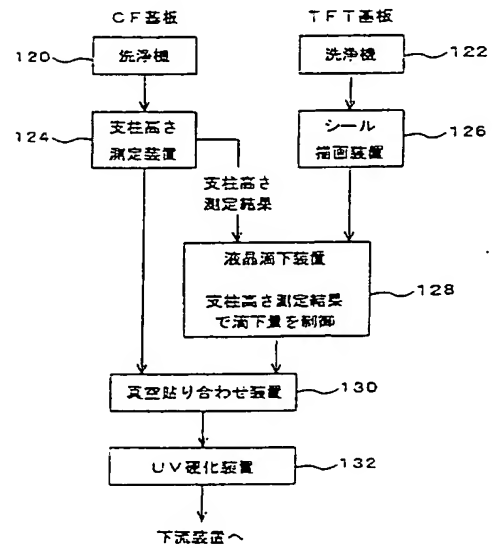 CF基板
TFT基板
120
洗浄機
洗浄機
122
124
支柱高さ
測定装置
シール
描画装置
126
支柱高さ
測定結果
液晶滴下装置
支柱高さ測定結果
で滴下量を制御
128
真空貼り合わせ装置
130
UV硬化装置
132
下流装置へ